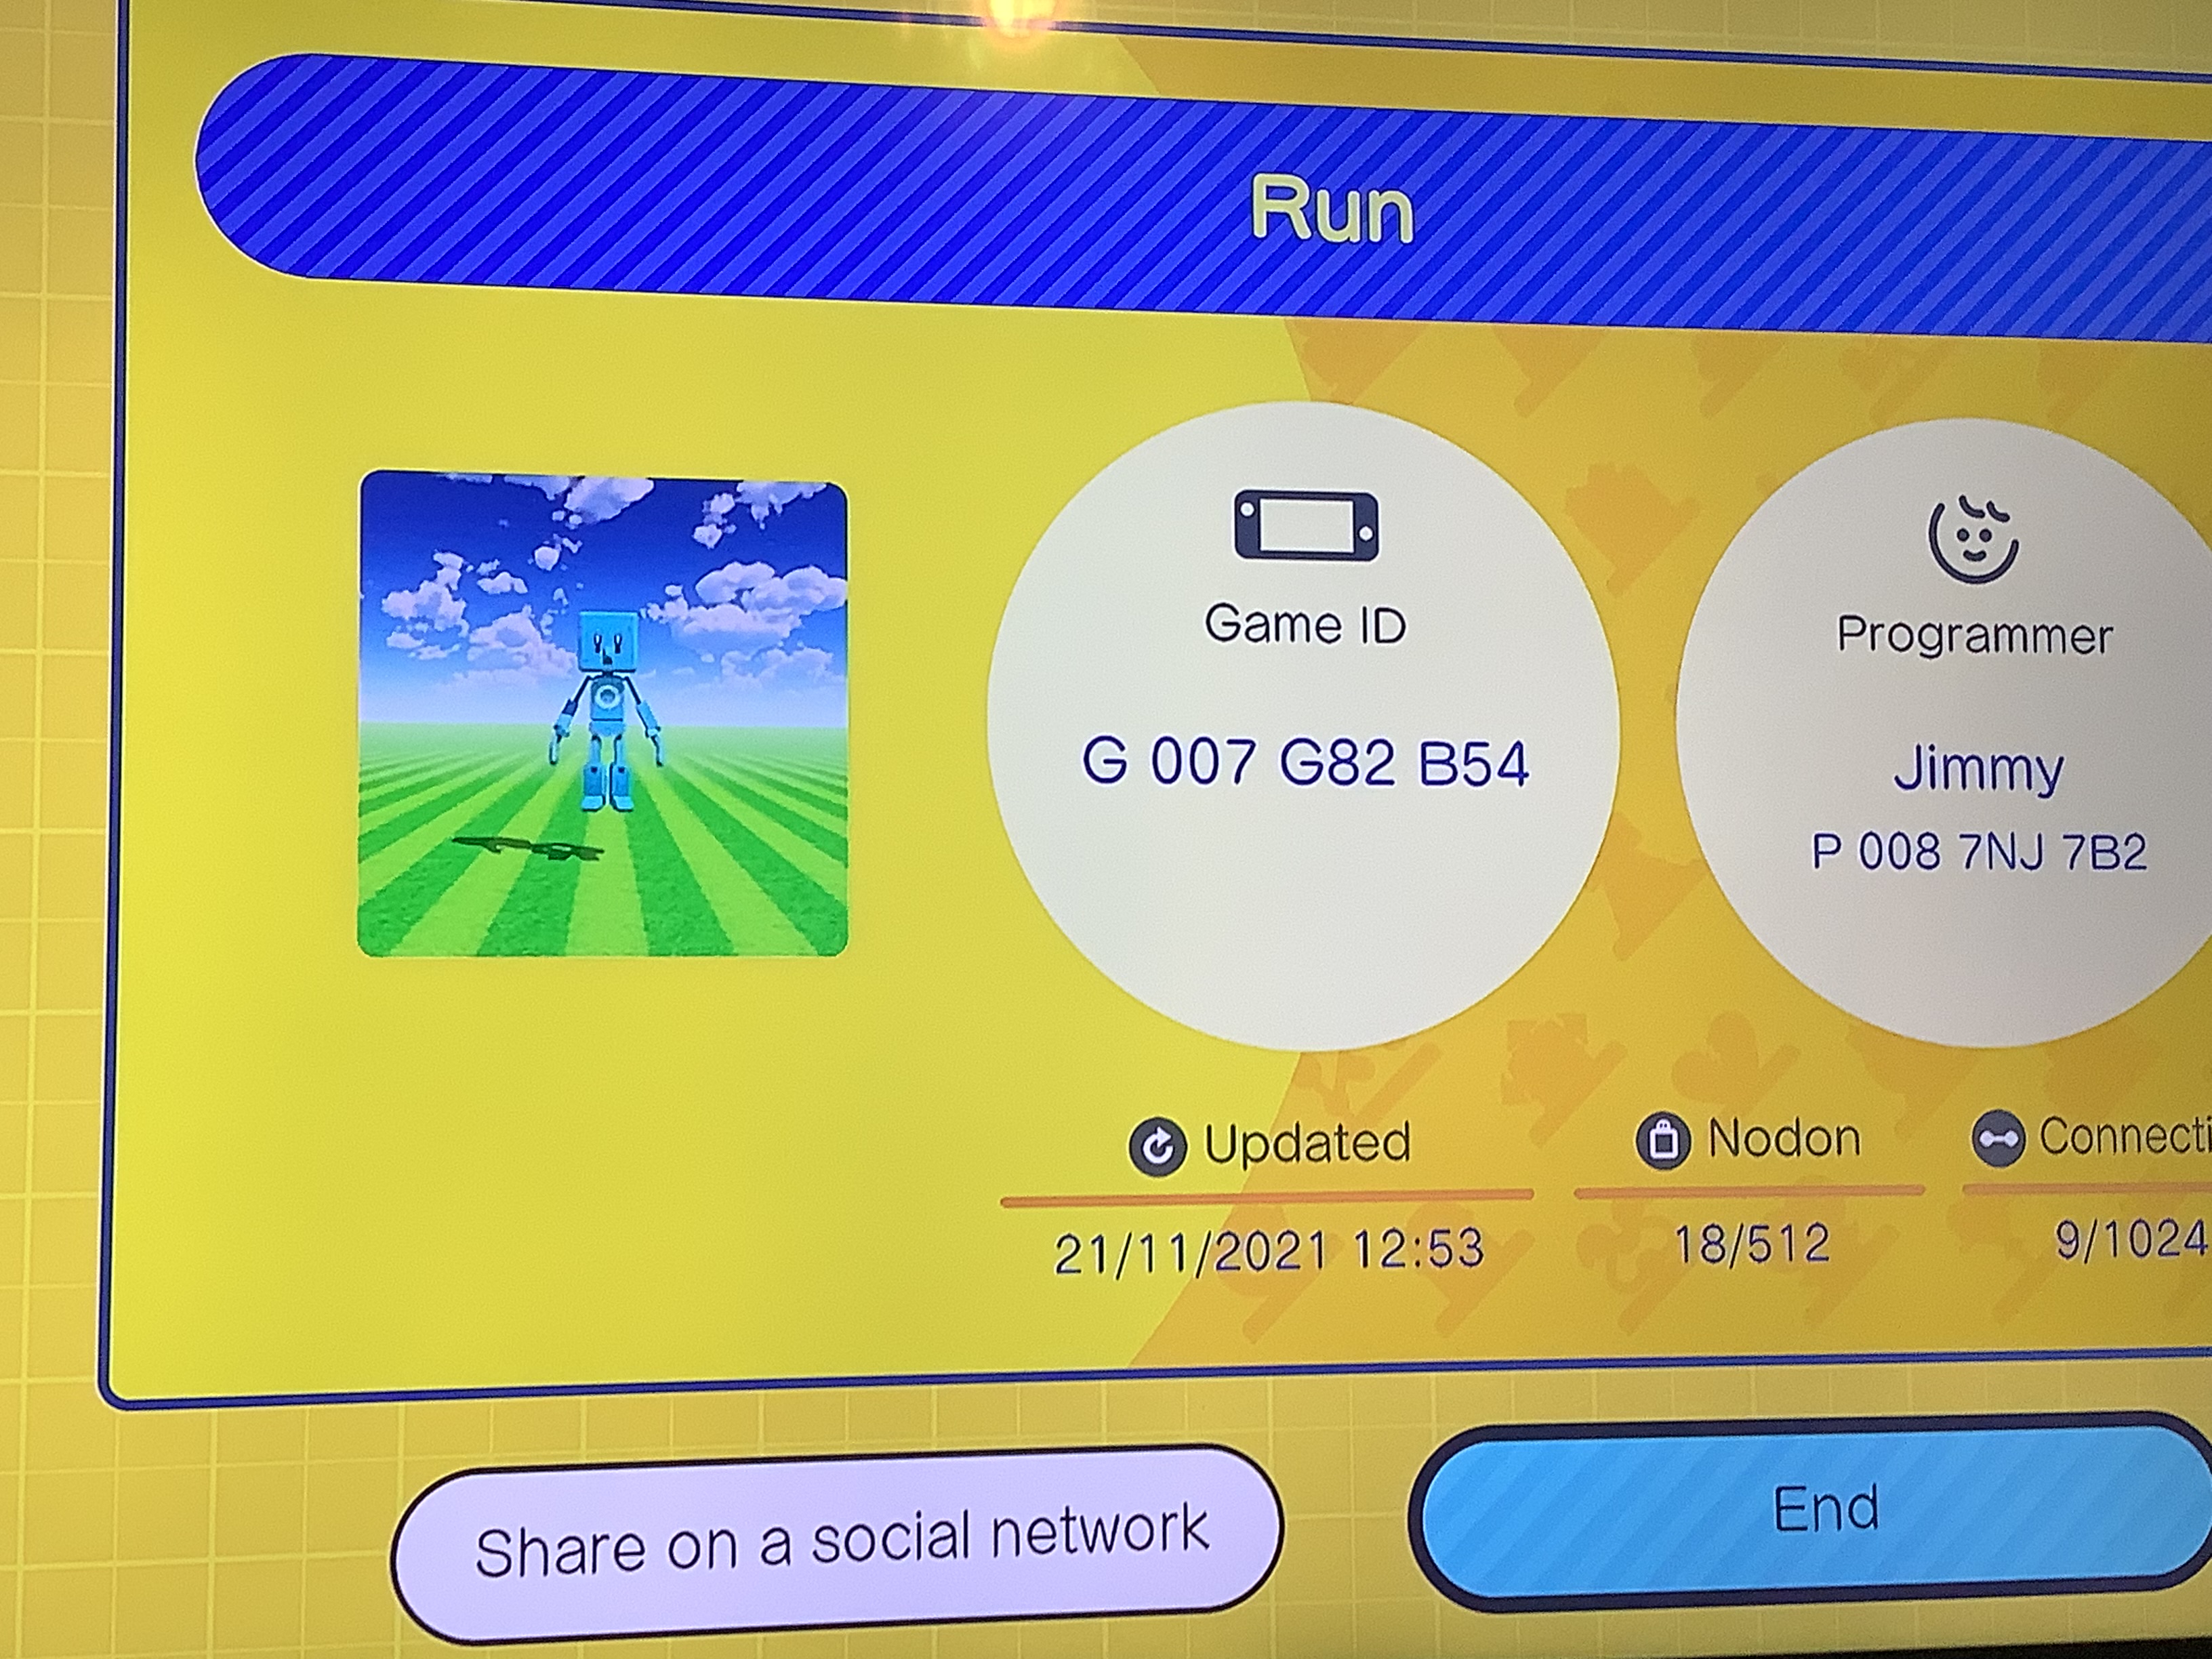 Run
Game ID
G 007 G82 B54
Programmer
Jimmy
P 008 7NJ 7B2
Updated
21/11/2021 12:53
Nodon
18/512
Connecti
9/1024
Share on a social network
End